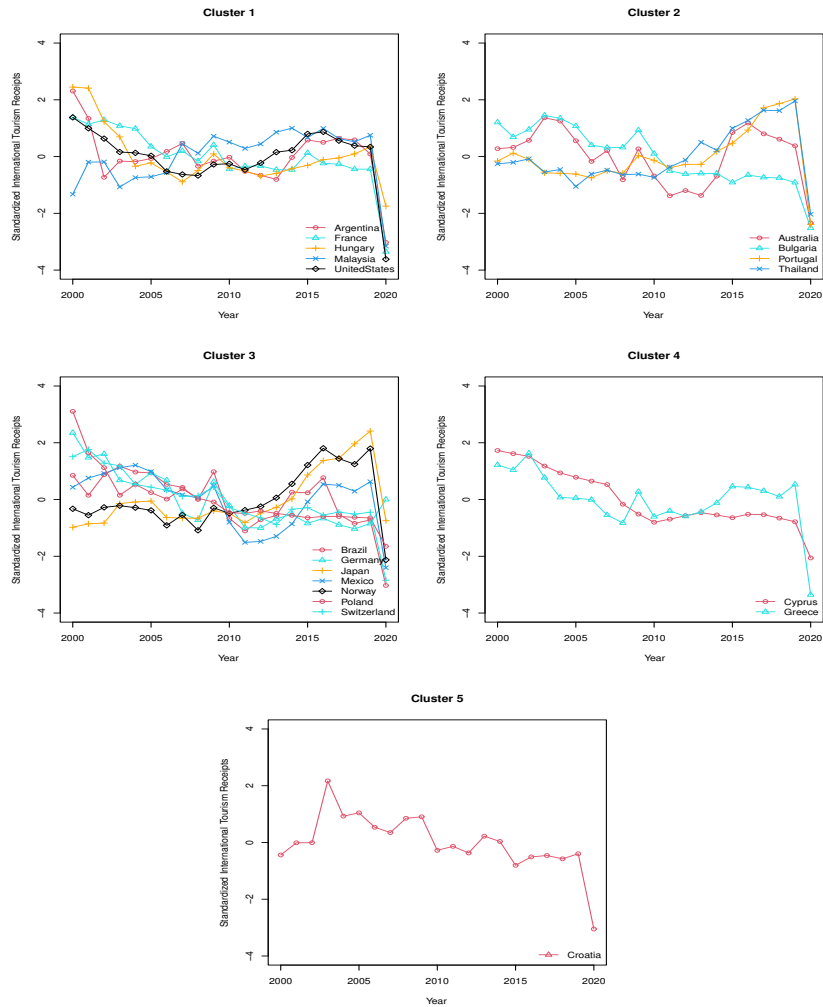 Cluster 1
Standardized International Tourism Receipts
4
2
0
−2
−4
Argentina
France
Hungary
Malaysia
UnitedStates
2000 2005 2010 2015 2020
Year
Cluster 2
Standardized International Tourism Receipts
4
2
0
−2
−4
Australia
Bulgaria
Portugal
Thailand
2000 2005 2010 2015 2020
Year
Cluster 3
Standardized International Tourism Receipts
4
2
0
−2
−4
Brazil
Germany
Japan
Mexico
Norway
Poland
Switzerland
2000 2005 2010 2015 2020
Year
Cluster 4
Standardized International Tourism Receipts
4
2
0
−2
−4
Cyprus
Greece
2000 2005 2010 2015 2020
Year
Cluster 5
Standardized International Tourism Receipts
4
2
0
−2
−4
Croatia
2000 2005 2010 2015 2020
Year